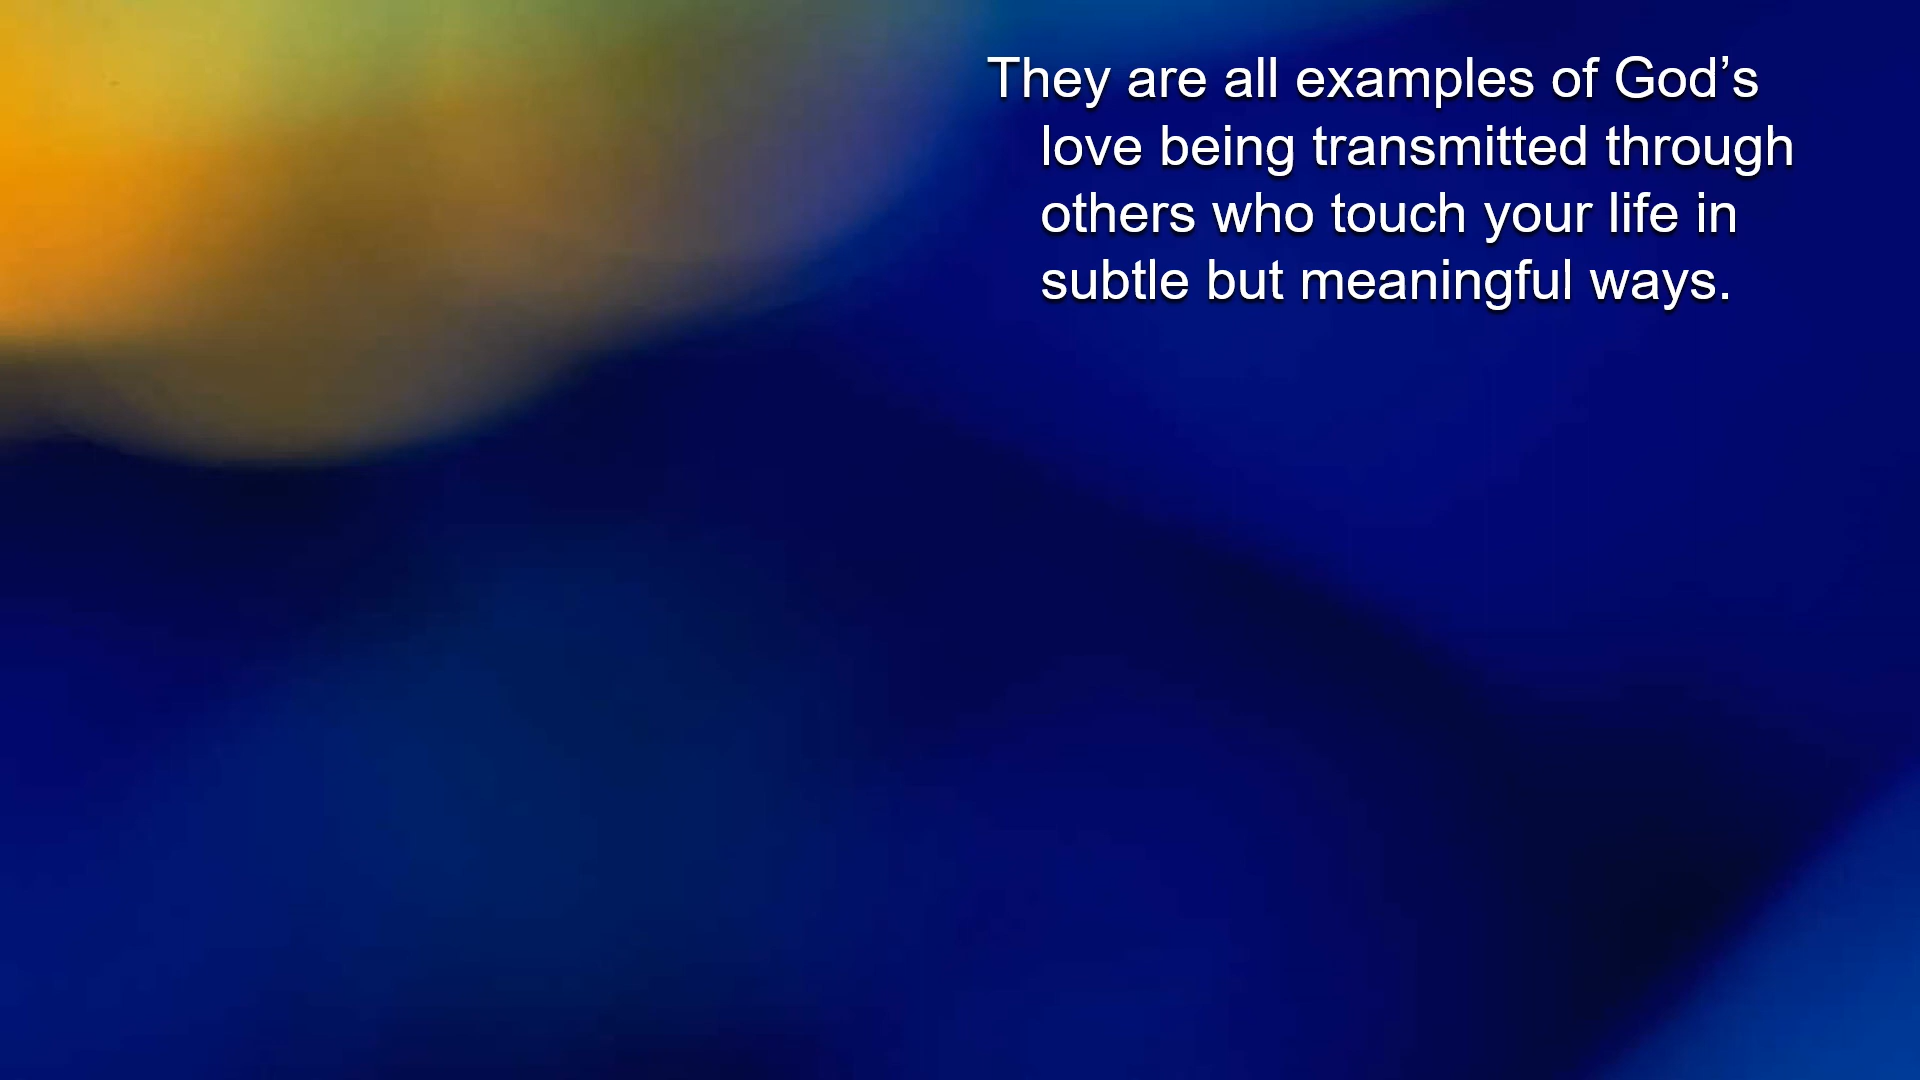 They are all examples of God’s
love being transmitted through
others who touch your life in
subtle but meaningful ways.